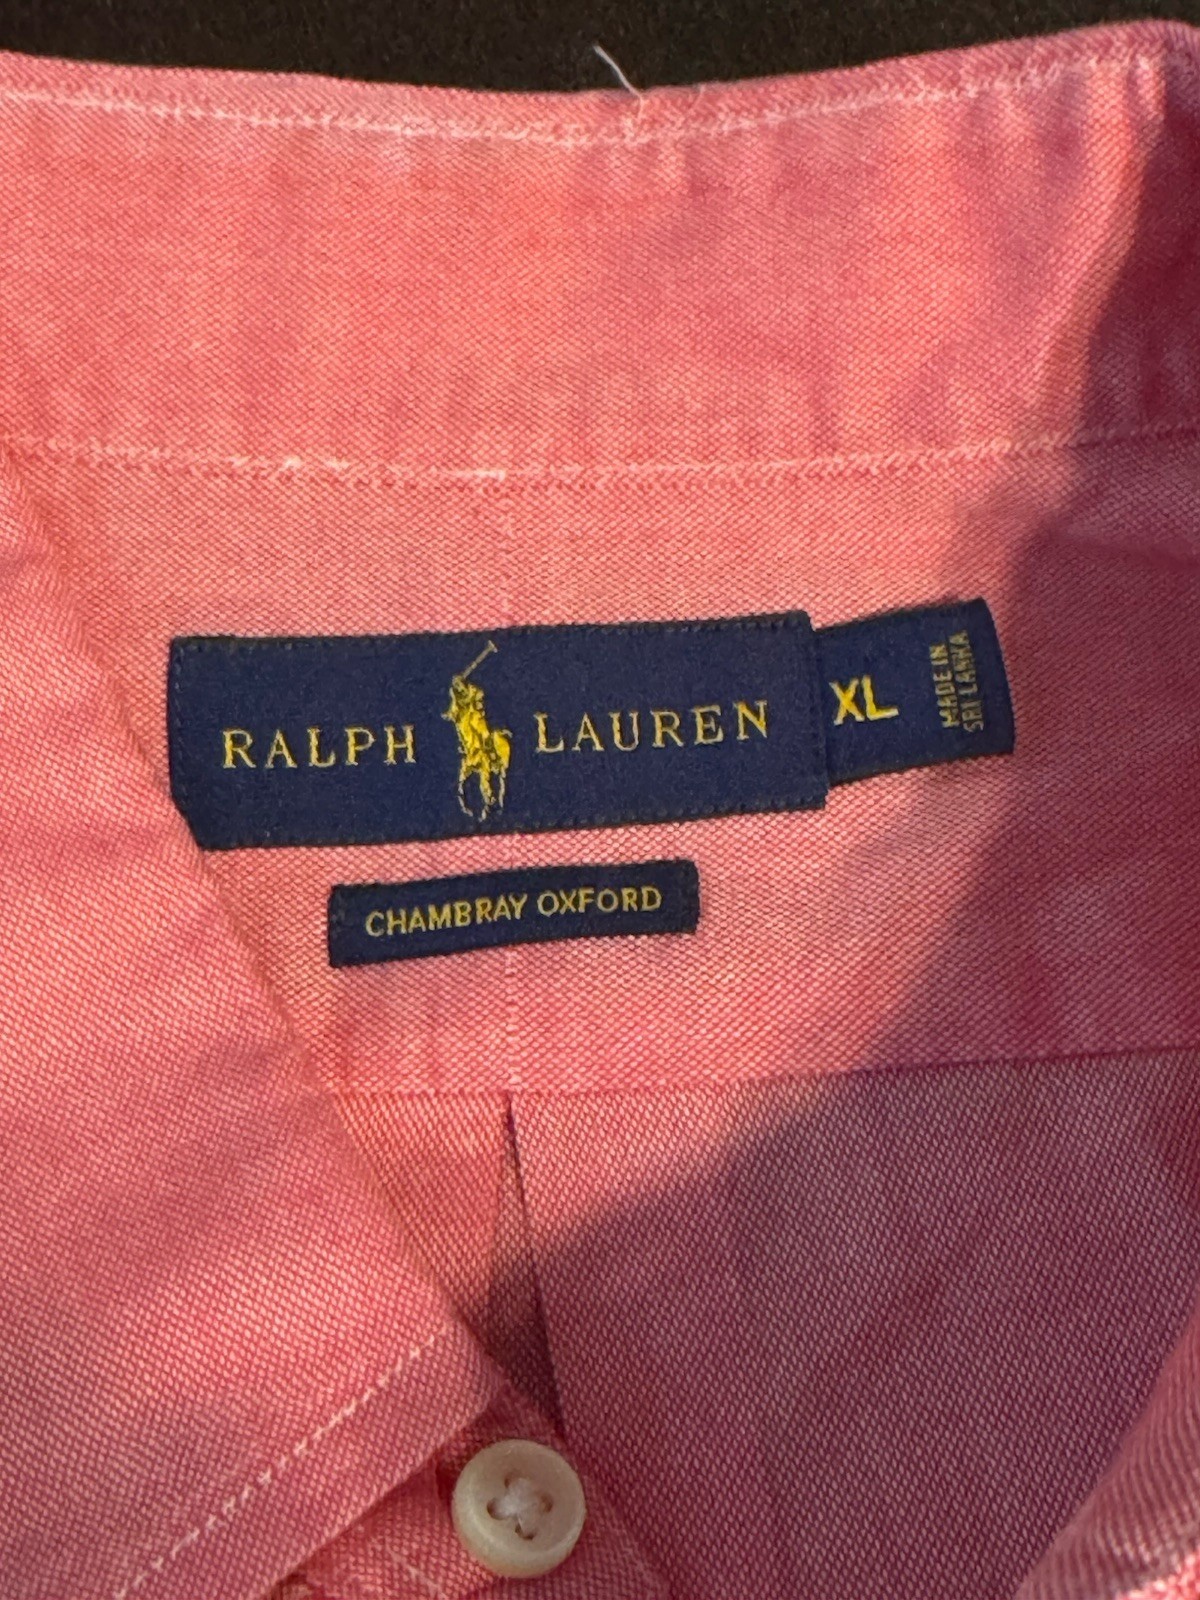 RALPH LAUREN
XL
MADE IN
SRI LANKA
CHAMBRAY OXFORD